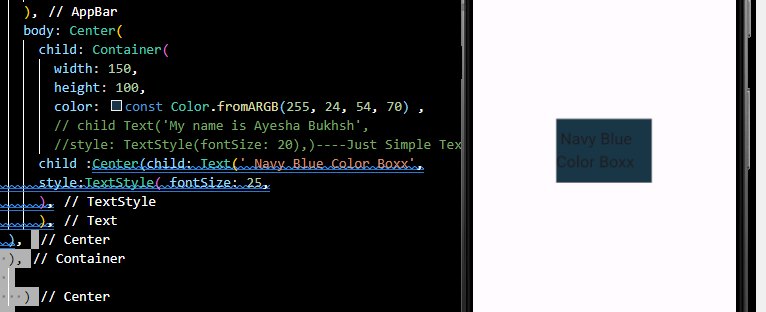 ), // AppBar
body: Center(
child: Container(
width: 150,
height: 100,
color: const Color.fromARGB(255, 24, 54, 70) ,
// child Text('My name is Ayesha Bukhsh',
//style: TextStyle(fontSize: 20),)----Just Simple Tex
child :Center(child: Text(' Navy Blue Color Boxx',
style:TextStyle( fontSize: 25,
), // TextStyle
), // Text
), // Center
), // Container
) // Center
Navy Blue
Color Boxx